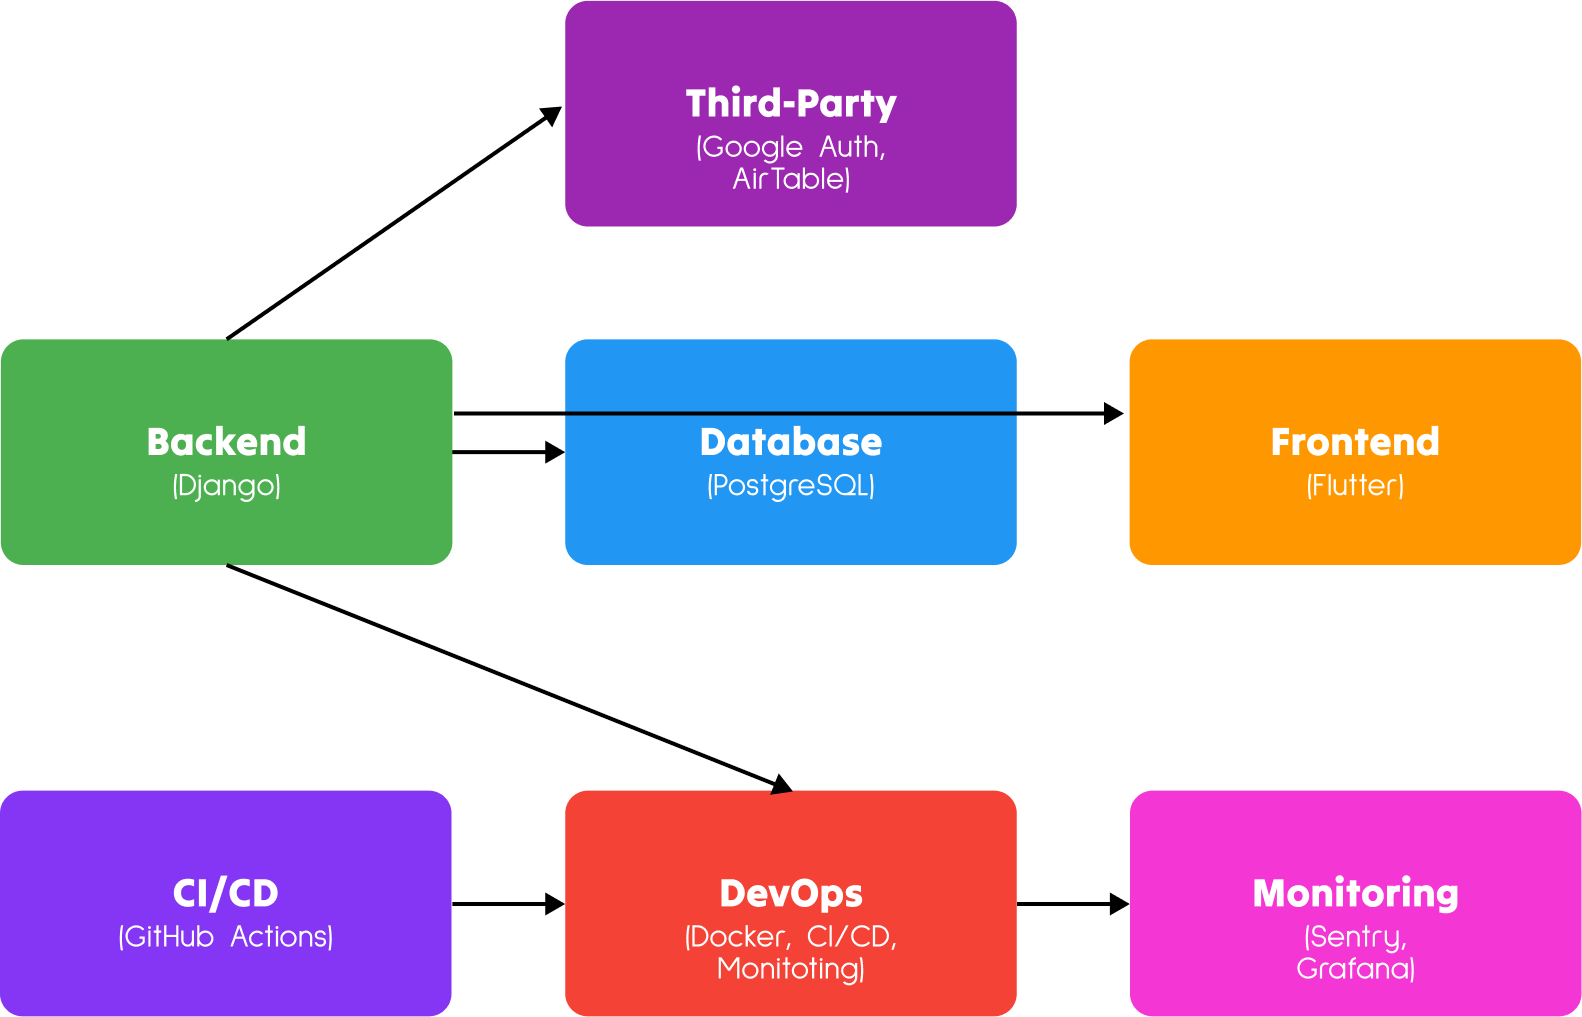 Third-Party
(Google Auth,
AirTable)
Backend
(Django)
Database
(PostgreSQL)
Frontend
(Flutter)
CI/CD
(GitHub Actions)
DevOps
(Docker, CI/CD,
Monitoting)
Monitoring
(Sentry,
Grafana)